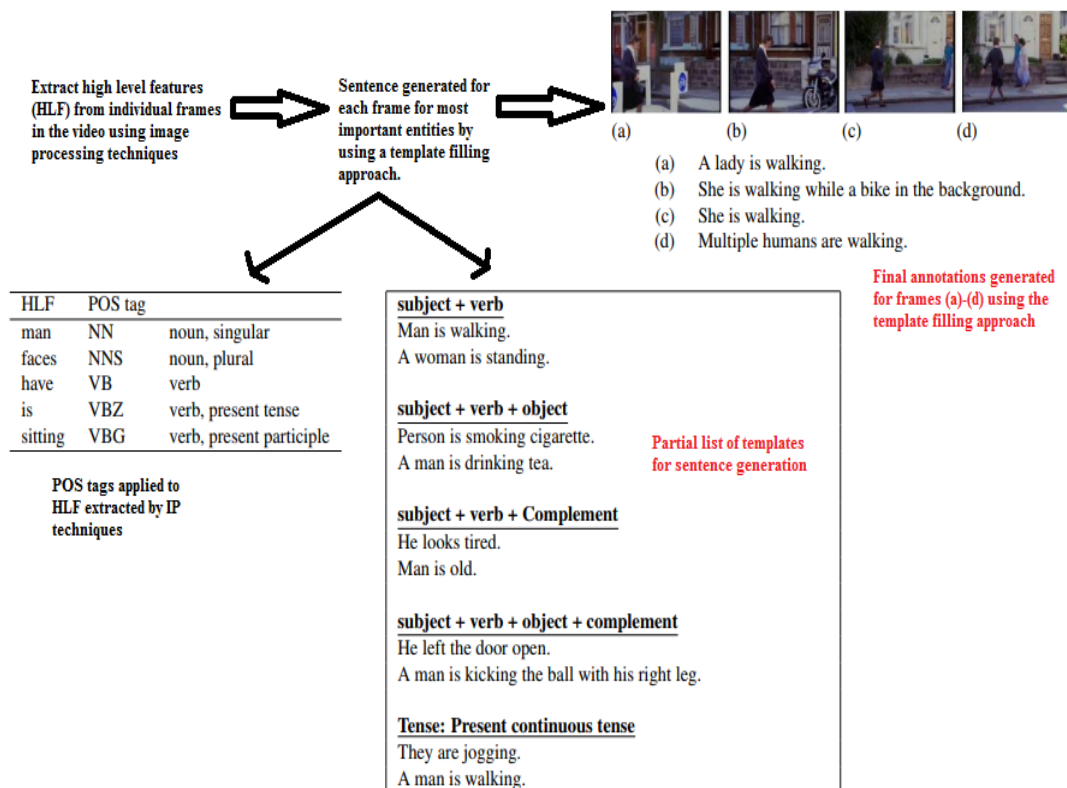 Extract high level features
(HLF) from individual frames
in the video using image
processing techniques
Sentence generated for
each frame for most
important entities by
using a template filling
approach.
(a) (b) (c) (d)
(a) A lady is walking.
(b) She is walking while a bike in the background.
(c) She is walking.
(d) Multiple humans are walking.
Final annotations generated
for frames (a)-(d) using the
template filling approach
HLF POS tag
man NN noun, singular
faces NNS noun, plural
have VB verb
is VBZ verb, present tense
sitting VBG verb, present participle
POS tags applied to
HLF extracted by IP
techniques
subject + verb
Man is walking.
A woman is standing.
subject + verb + object
Person is smoking cigarette.
A man is drinking tea.
subject + verb + Complement
He looks tired.
Man is old.
subject + verb + object + complement
He left the door open.
A man is kicking the ball with his right leg.
Tense: Present continuous tense
They are jogging.
A man is walking.
Partial list of templates
for sentence generation